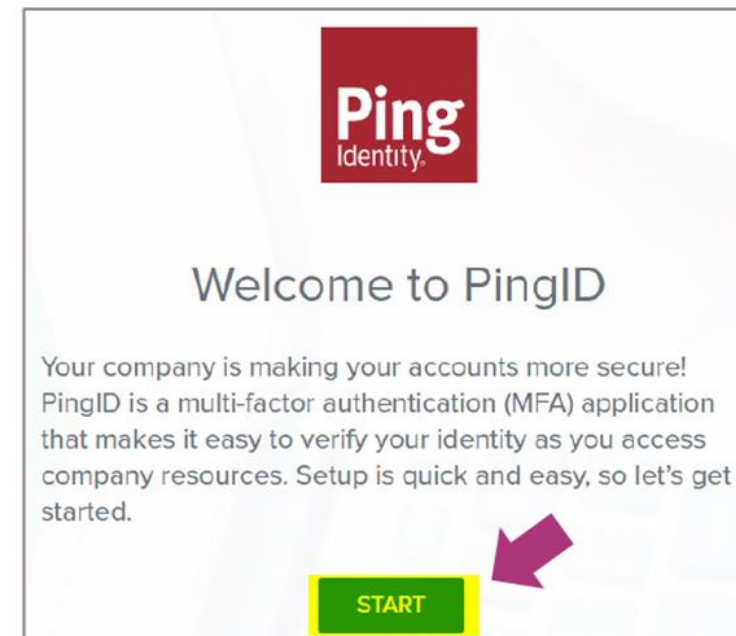 Ping
Identity®
Welcome to PingID
Your company is making your accounts more secure!
PingID is a multi-factor authentication (MFA) application
that makes it easy to verify your identity as you access
company resources. Setup is quick and easy, so let's get
started.
START